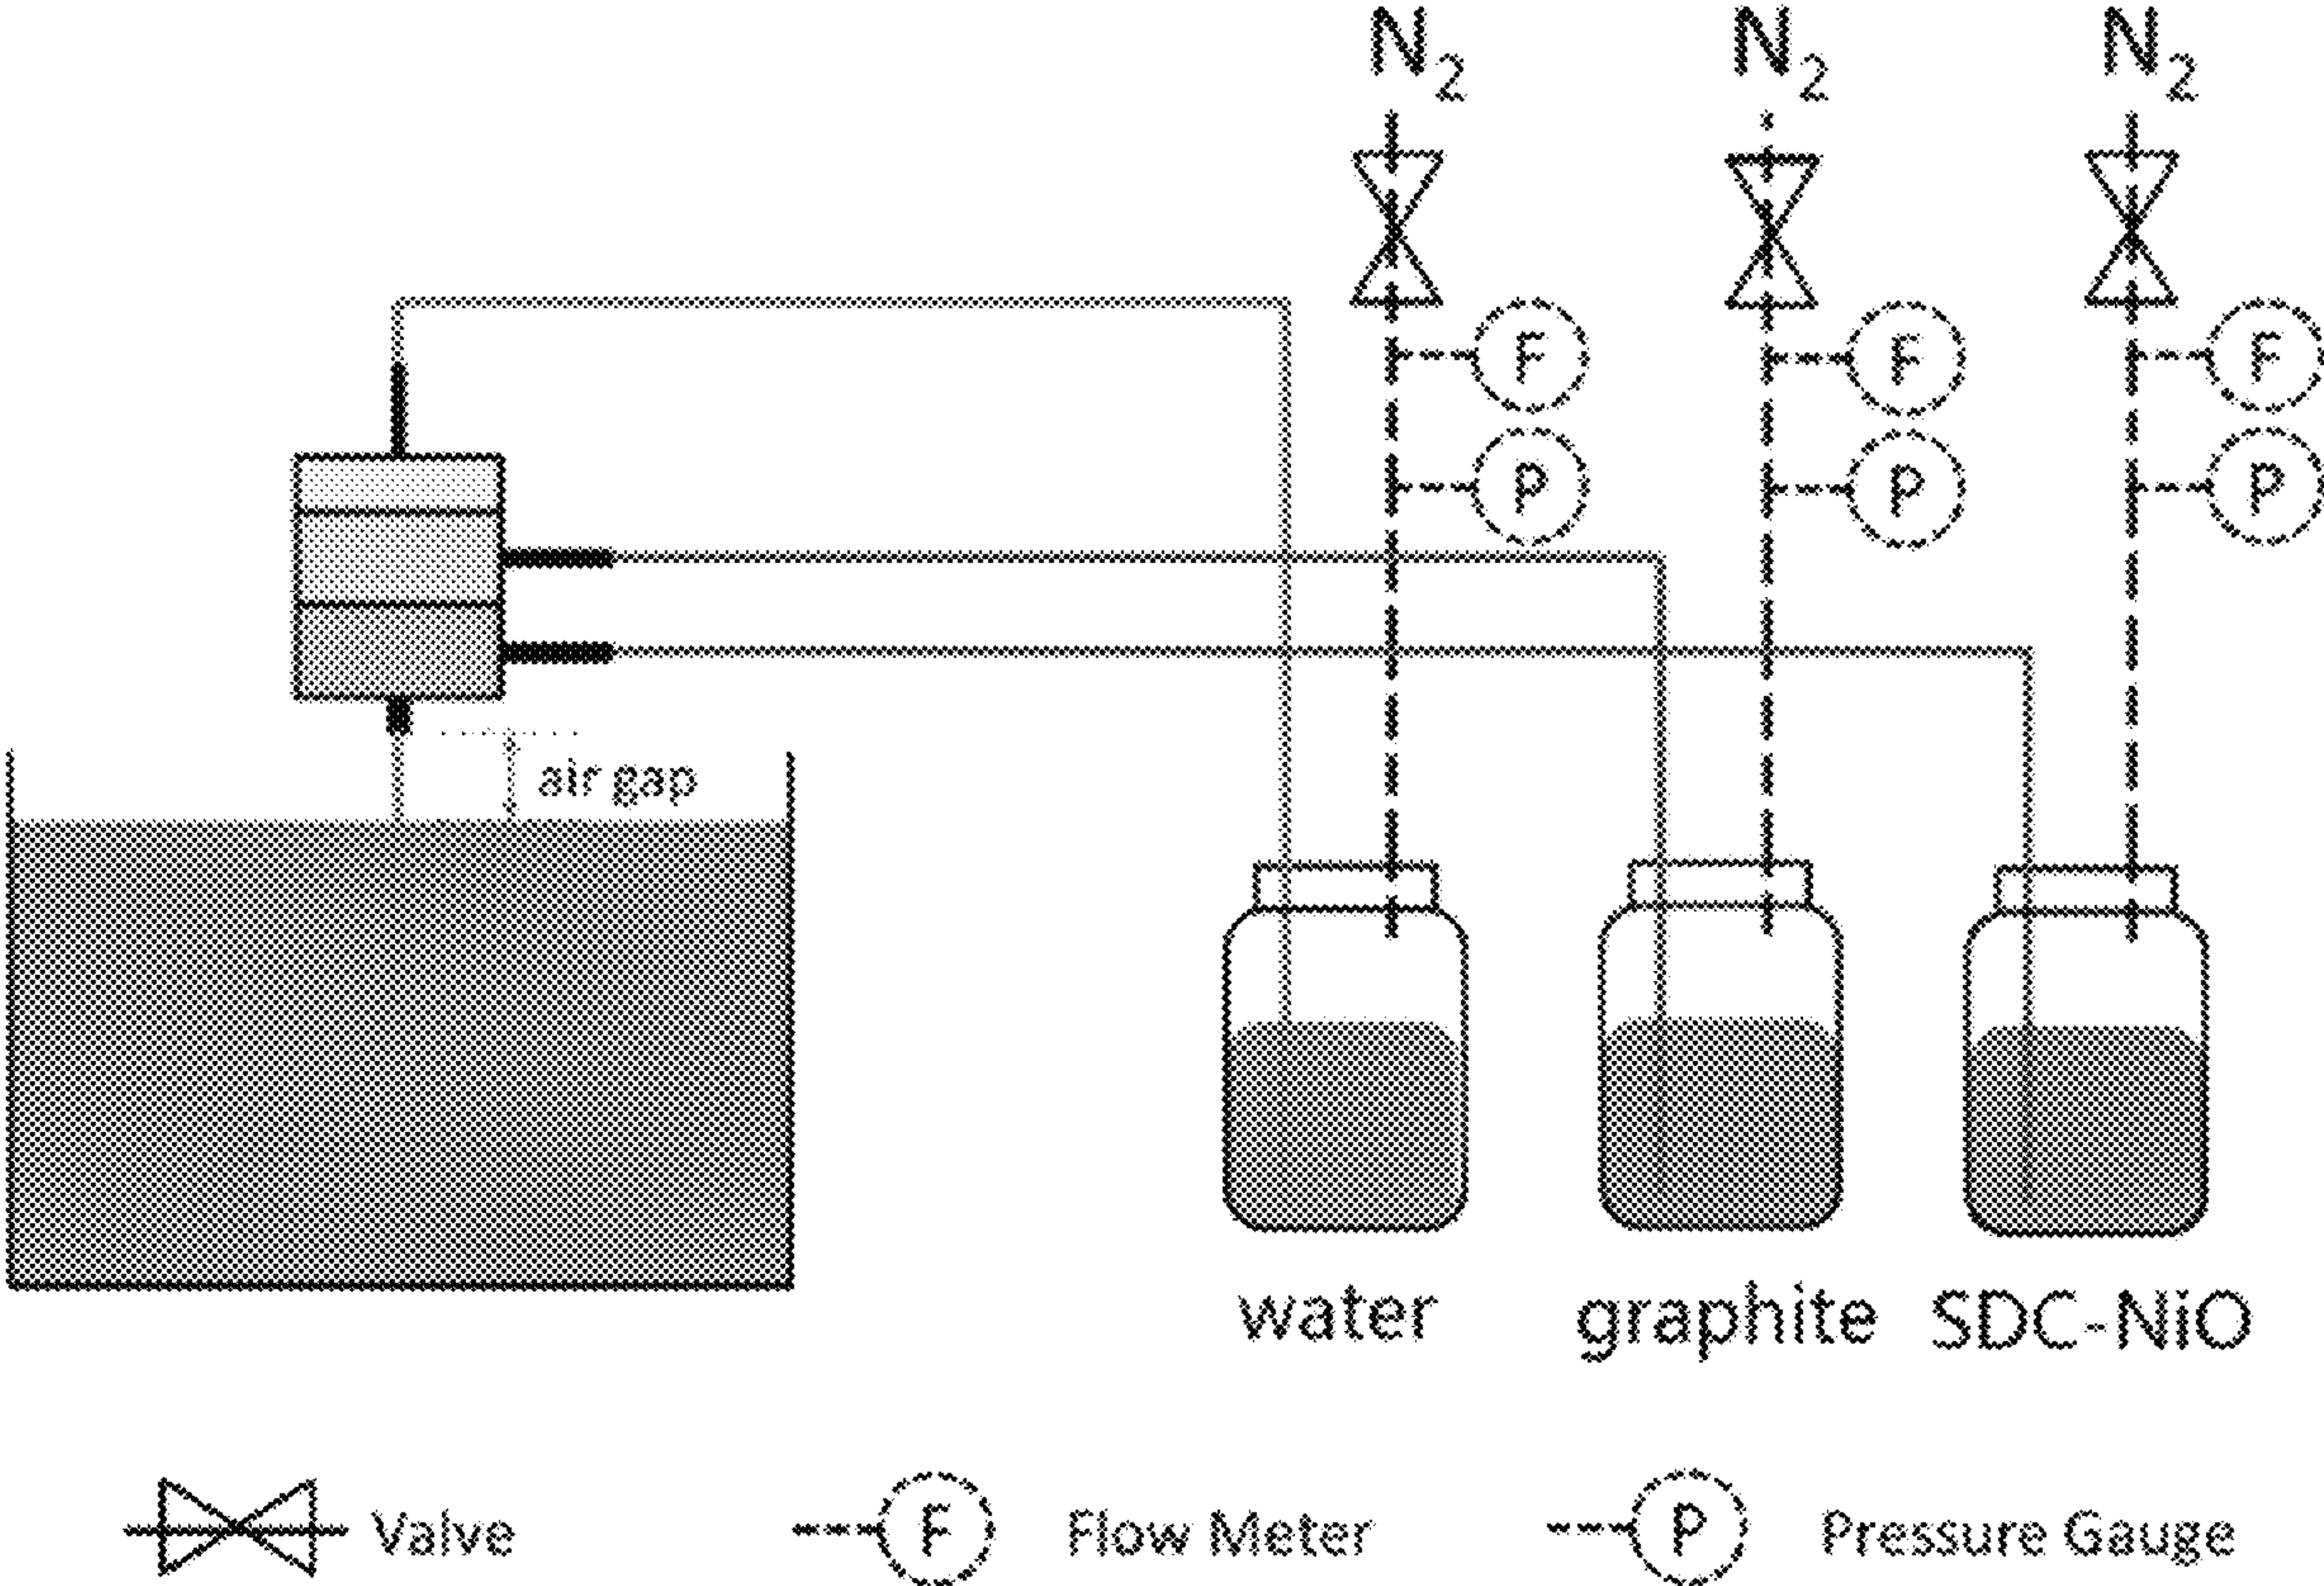 N2 N2 N2
F F F
P P P
air gap
water graphite SDC-NiO
Valve F Flow Meter P Pressure Gauge